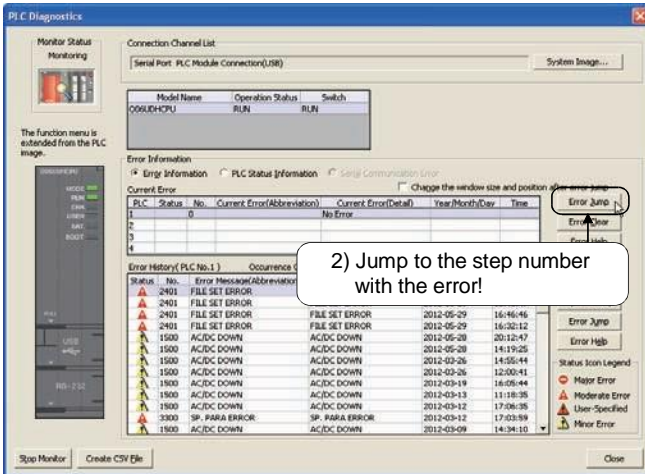 PLC Diagnostics
Monitor Status
Monitoring
Connection Channel List
Serial Port PLC Module Connection(USB)
System Image...
Model Name Operation Status Switch
Q06UDHCPU RUN RUN
The function menu is
extended from the PLC
image.
MODE
RUN
ERR
USER
BAT
BOOT
PULL
USB
RS-232
Error Information
Error Information PLC Status Information Serial Communication Error
Change the window size and position after error jump
Current Error
PLC Status No. Current Error(Abbreviation) Current Error(Detail) Year/Month/Day Time
1 0 No Error
2
3
4
Error Jump
Error Clear
Error Help
2) Jump to the step number
with the error!
Error History( PLC No.1 ) Occurrence
Status No. Error Message(Abbreviation
2401 FILE SET ERROR
2401 FILE SET ERROR
2401 FILE SET ERROR FILE SET ERROR 2012-05-29 16:46:46
2401 FILE SET ERROR FILE SET ERROR 2012-05-29 16:32:12
1500 AC/DC DOWN AC/DC DOWN 2012-05-28 20:12:47
1500 AC/DC DOWN AC/DC DOWN 2012-05-28 14:19:25
1500 AC/DC DOWN AC/DC DOWN 2012-03-26 14:55:44
1500 AC/DC DOWN AC/DC DOWN 2012-03-26 12:00:41
1500 AC/DC DOWN AC/DC DOWN 2012-03-19 16:05:44
1500 AC/DC DOWN AC/DC DOWN 2012-03-13 11:18:35
1500 AC/DC DOWN AC/DC DOWN 2012-03-12 17:06:35
3300 SP. PARA ERROR SP. PARA ERROR 2012-03-12 17:03:59
1500 AC/DC DOWN AC/DC DOWN 2012-03-09 14:34:10
Error Jump
Error Help
Status Icon Legend
Major Error
Moderate Error
User-Specified
Minor Error
Stop Monitor
Create CSV File
Close